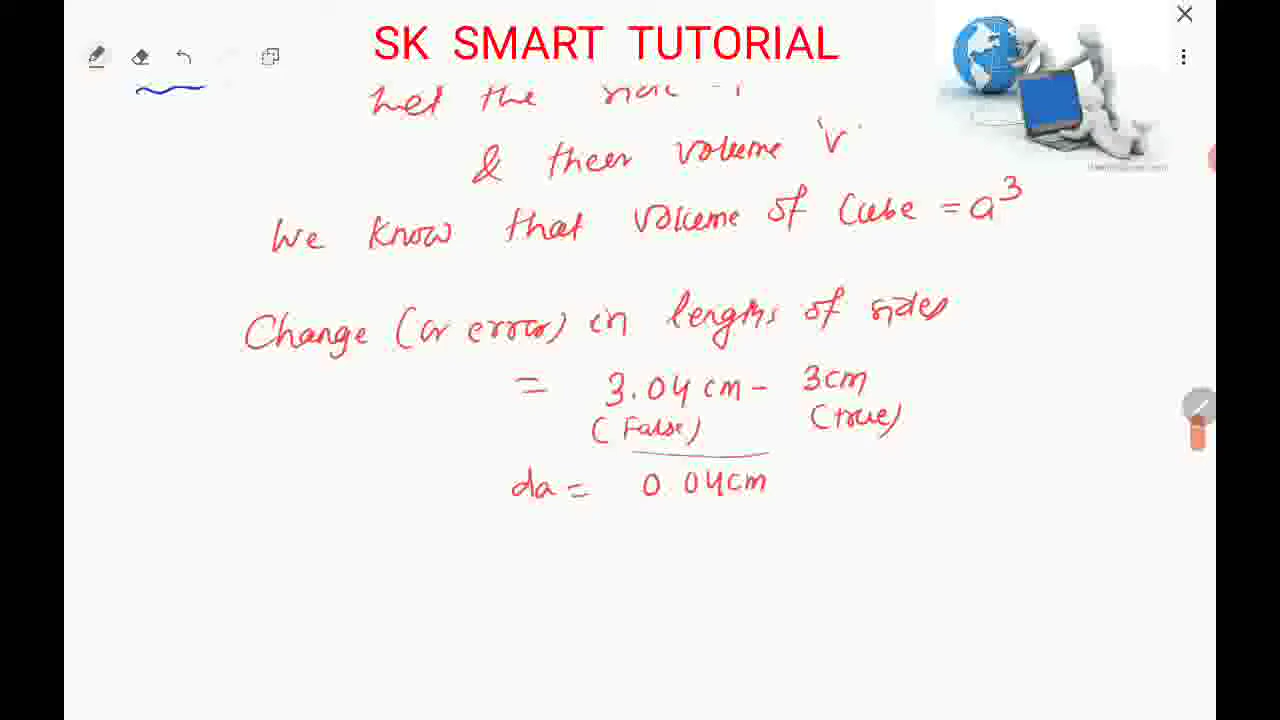 SK SMART TUTORIAL
Let the
& theer volume 'v'
We know that volume of Cube = a³
Change (or error) in lengths of sides
= 3.04 cm - 3cm
(False) (true)
da = 0.04cm